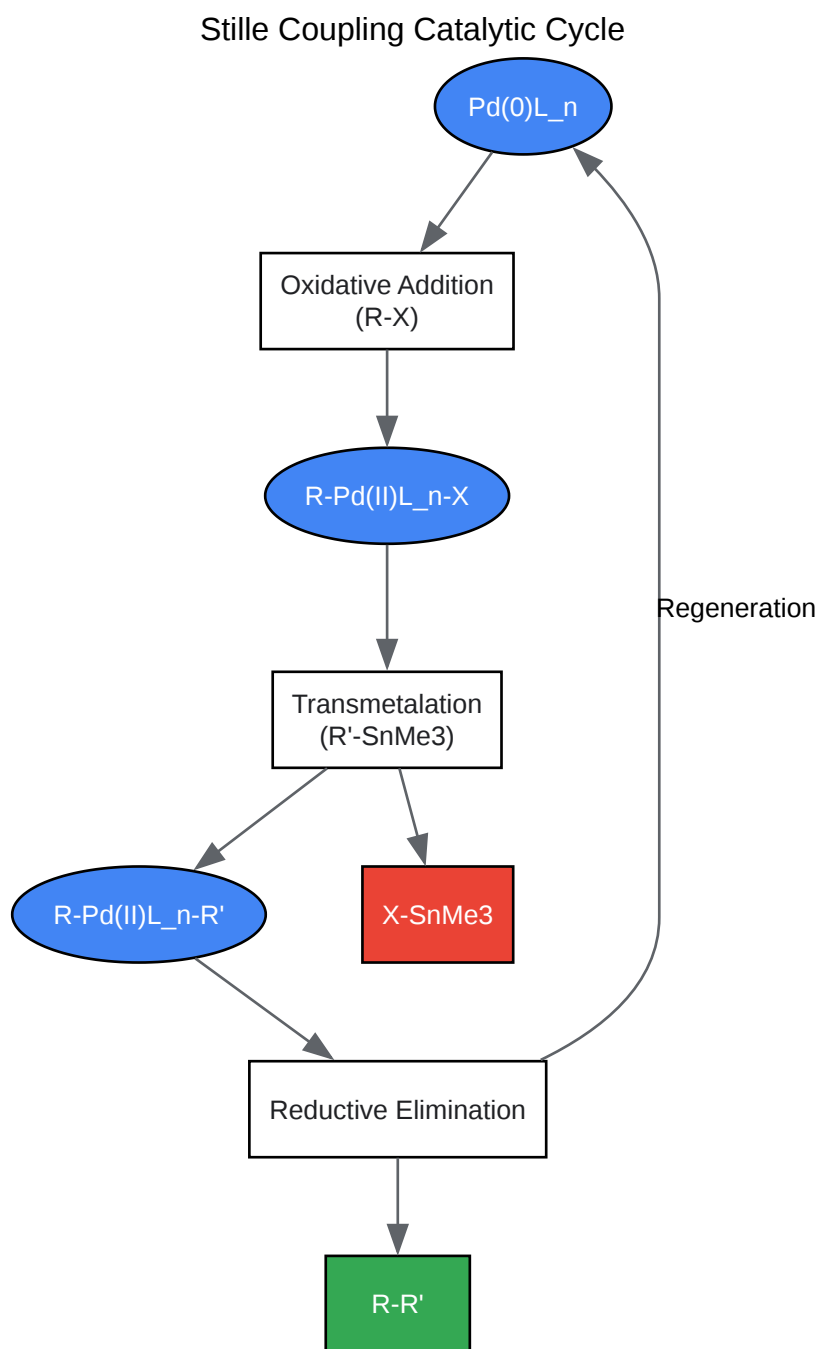 Stille Coupling Catalytic Cycle
Pd(0)L_n
Oxidative Addition
(R-X)
R-Pd(II)L_n-X
Regeneration
Transmetalation
(R'-SnMe3)
R-Pd(II)L_n-R'
X-SnMe3
Reductive Elimination
R-R'